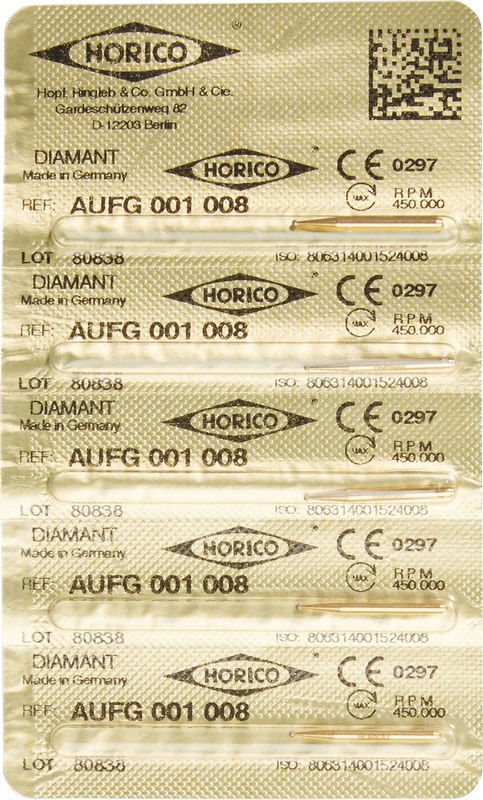 HORICO ®
Hopf, Ringleb & Co. GmbH & Cie.
Gardeschützenweg 82
D-12203 Berlin
DIAMANT HORICO CE 0297
Made in Germany
REF: AUFG 001 008 MAX RPM 450.000
LOT 80838 ISO: 806314001524008
DIAMANT HORICO CE 0297
Made in Germany
REF: AUFG 001 008 MAX RPM 450.000
LOT 80838 ISO: 806314001524008
DIAMANT HORICO CE 0297
Made in Germany
REF: AUFG 001 008 MAX RPM 450.000
LOT 80838 ISO: 806314001524008
DIAMANT HORICO CE 0297
Made in Germany
REF: AUFG 001 008 MAX RPM 450.000
LOT 80838 ISO: 806314001524008
DIAMANT HORICO CE 0297
Made in Germany
REF: AUFG 001 008 MAX RPM 450.000
LOT 80838 ISO: 806314001524008